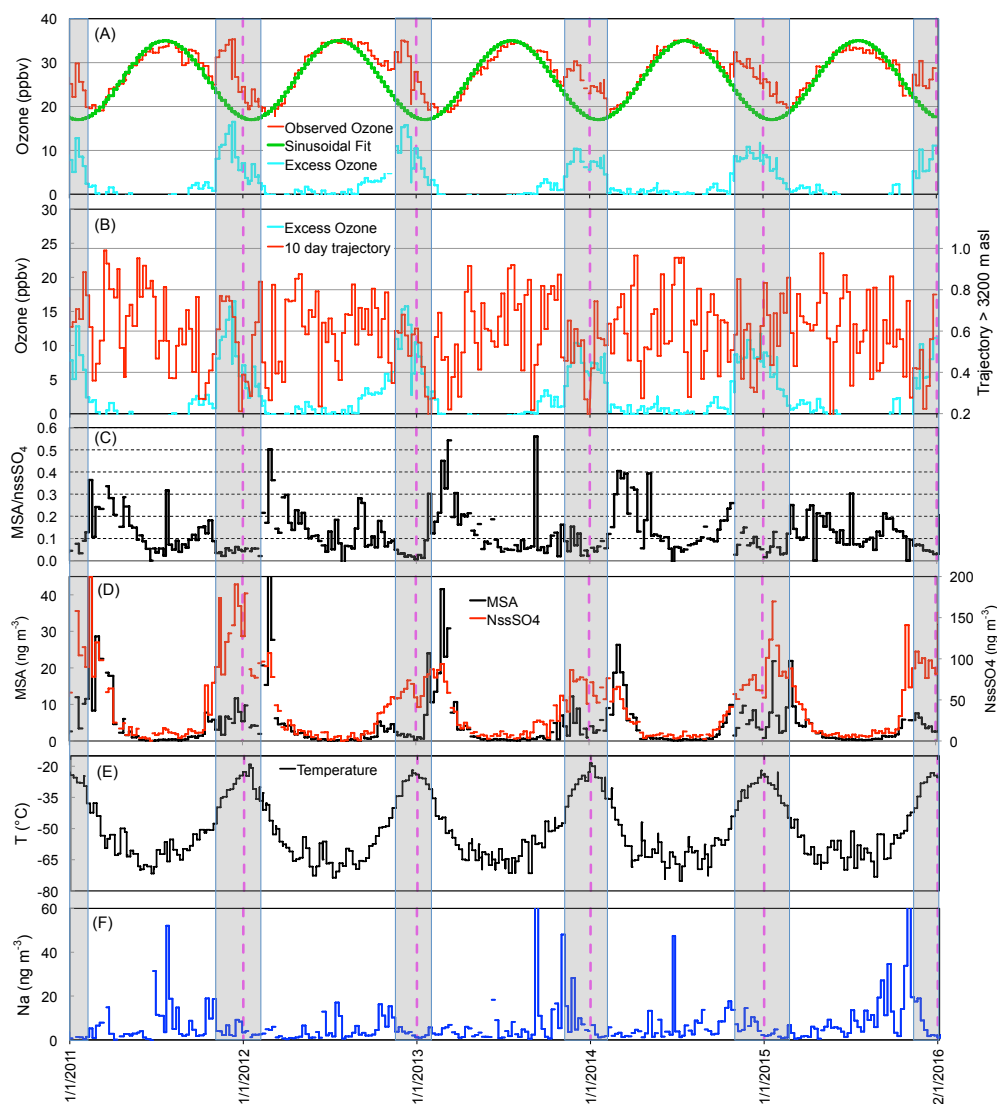 (A)
Ozone (ppbv)
40
30
20
10
0
Observed Ozone
Sinusoidal Fit
Excess Ozone
(B)
Ozone (ppbv)
30
25
20
15
10
5
0
Excess Ozone
10 day trajectory
1.0
0.8
0.6
0.4
0.2
Trajectory > 3200 m asl
(C)
MSA/nssSO4
0.6
0.5
0.4
0.3
0.2
0.1
0.0
(D)
MSA (ng m-3)
40
30
20
10
0
MSA
NssSO4
200
150
100
50
0
NssSO4 (ng m-3)
(E)
T (°C)
-20
-35
-50
-65
-80
Temperature
(F)
Na (ng m-3)
60
40
20
0
1/1/2011
1/1/2012
1/1/2013
1/1/2014
1/1/2015
2/1/2016